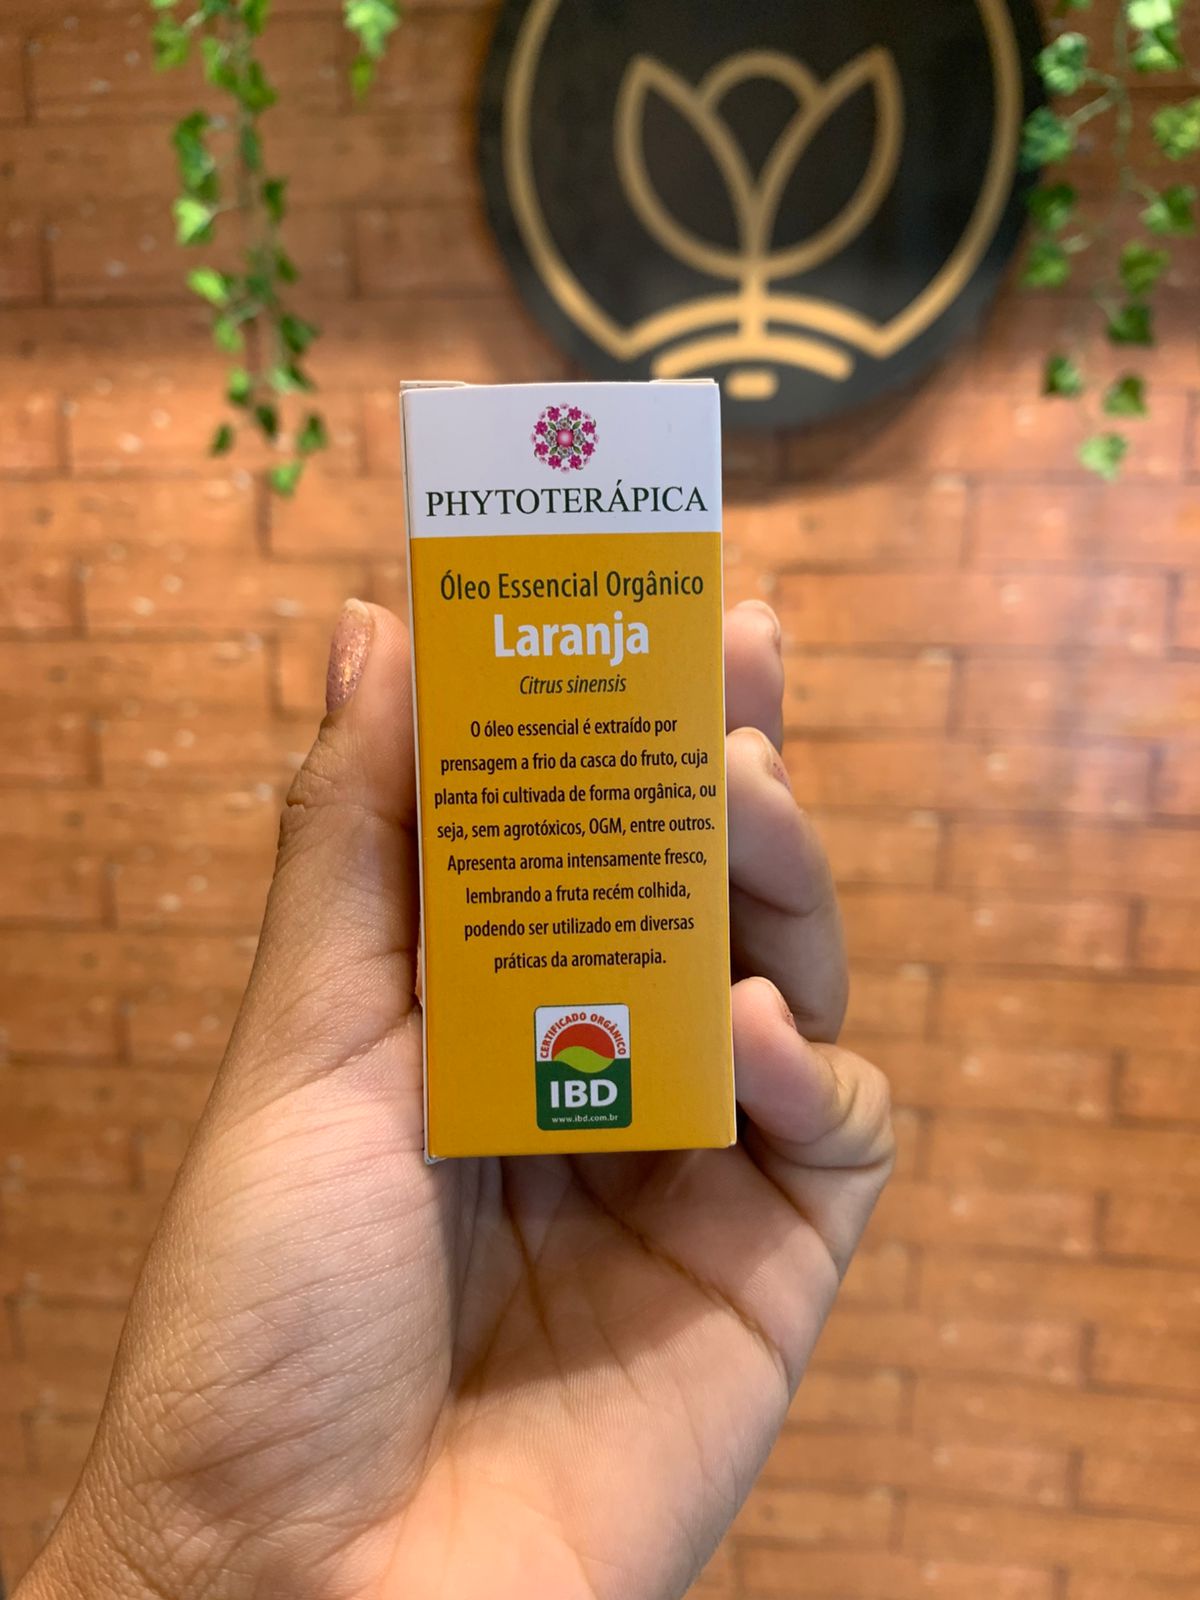 PHYTOTERÁPICA
Óleo Essencial Orgânico
Laranja
Citrus sinensis
O óleo essencial é extraído por
prensagem a frio da casca do fruto, cuja
planta foi cultivada de forma orgânica, ou
seja, sem agrotóxicos, OGM, entre outros.
Apresenta aroma intensamente fresco,
lembrando a fruta recém colhida,
podendo ser utilizado em diversas
práticas da aromaterapia.
CERTIFICADO ORGÂNICO
IBD
www.ibd.com.br